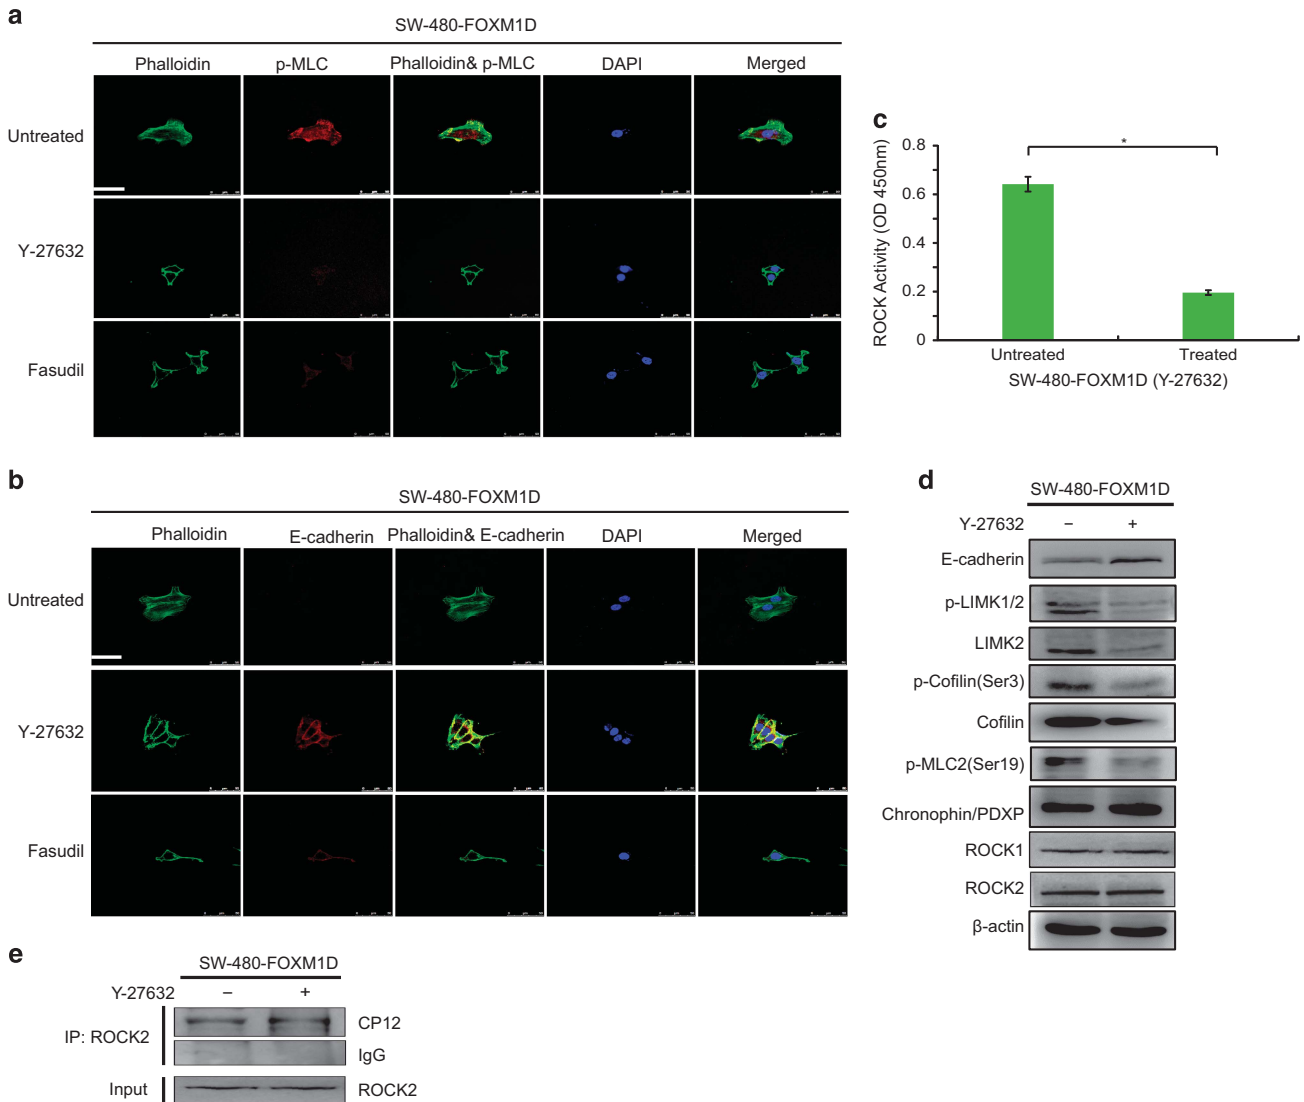 a
SW-480-FOXM1D
Phalloidin p-MLC Phalloidin& p-MLC DAPI Merged
Untreated
Y-27632
Fasudil
b
SW-480-FOXM1D
Phalloidin E-cadherin Phalloidin& E-cadherin DAPI Merged
Untreated
Y-27632
Fasudil
c
ROCK Activity (OD 450nm)
0.8
0.6
0.4
0.2
0
*
Untreated Treated
SW-480-FOXM1D (Y-27632)
d
SW-480-FOXM1D
Y-27632 – +
E-cadherin
p-LIMK1/2
LIMK2
p-Cofilin(Ser3)
Cofilin
p-MLC2(Ser19)
Chronophin/PDXP
ROCK1
ROCK2
β-actin
e
SW-480-FOXM1D
Y-27632 – +
IP: ROCK2
CP12
IgG
Input
ROCK2